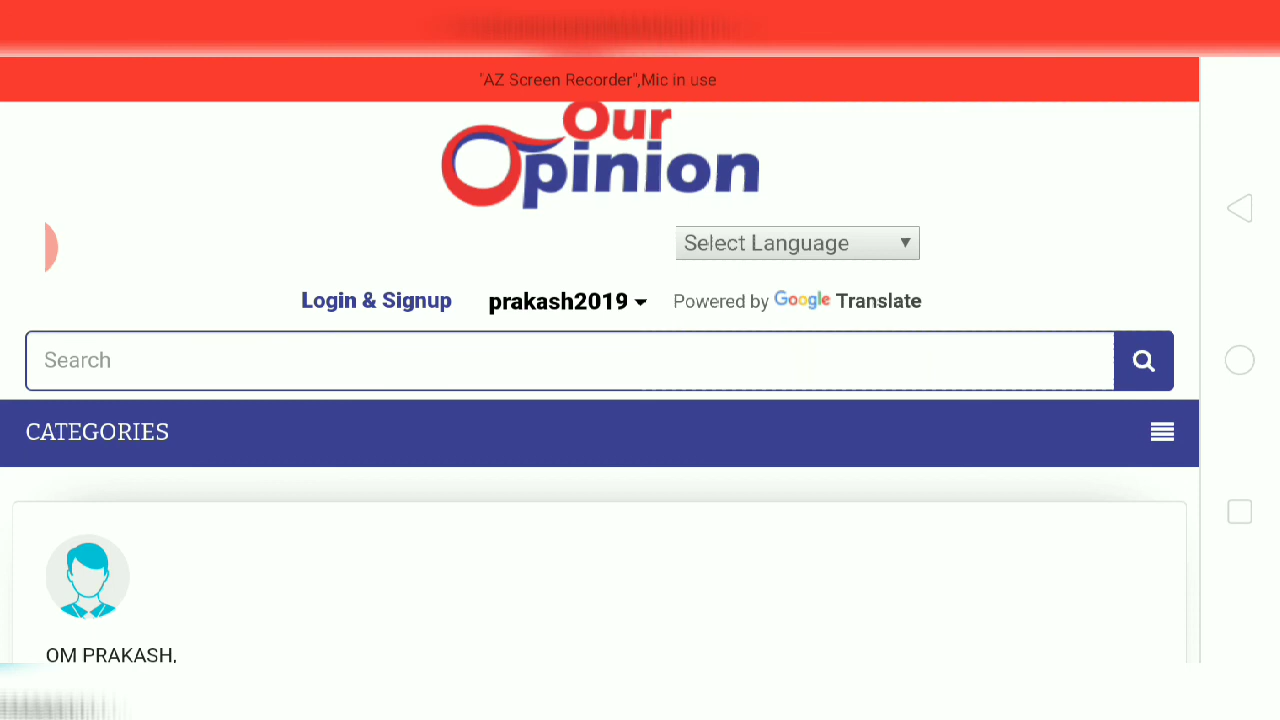 "AZ Screen Recorder",Mic in use
Our
Opinion
Select Language
Login & Signup prakash2019 Powered by Google Translate
Search
CATEGORIES
OM PRAKASH,